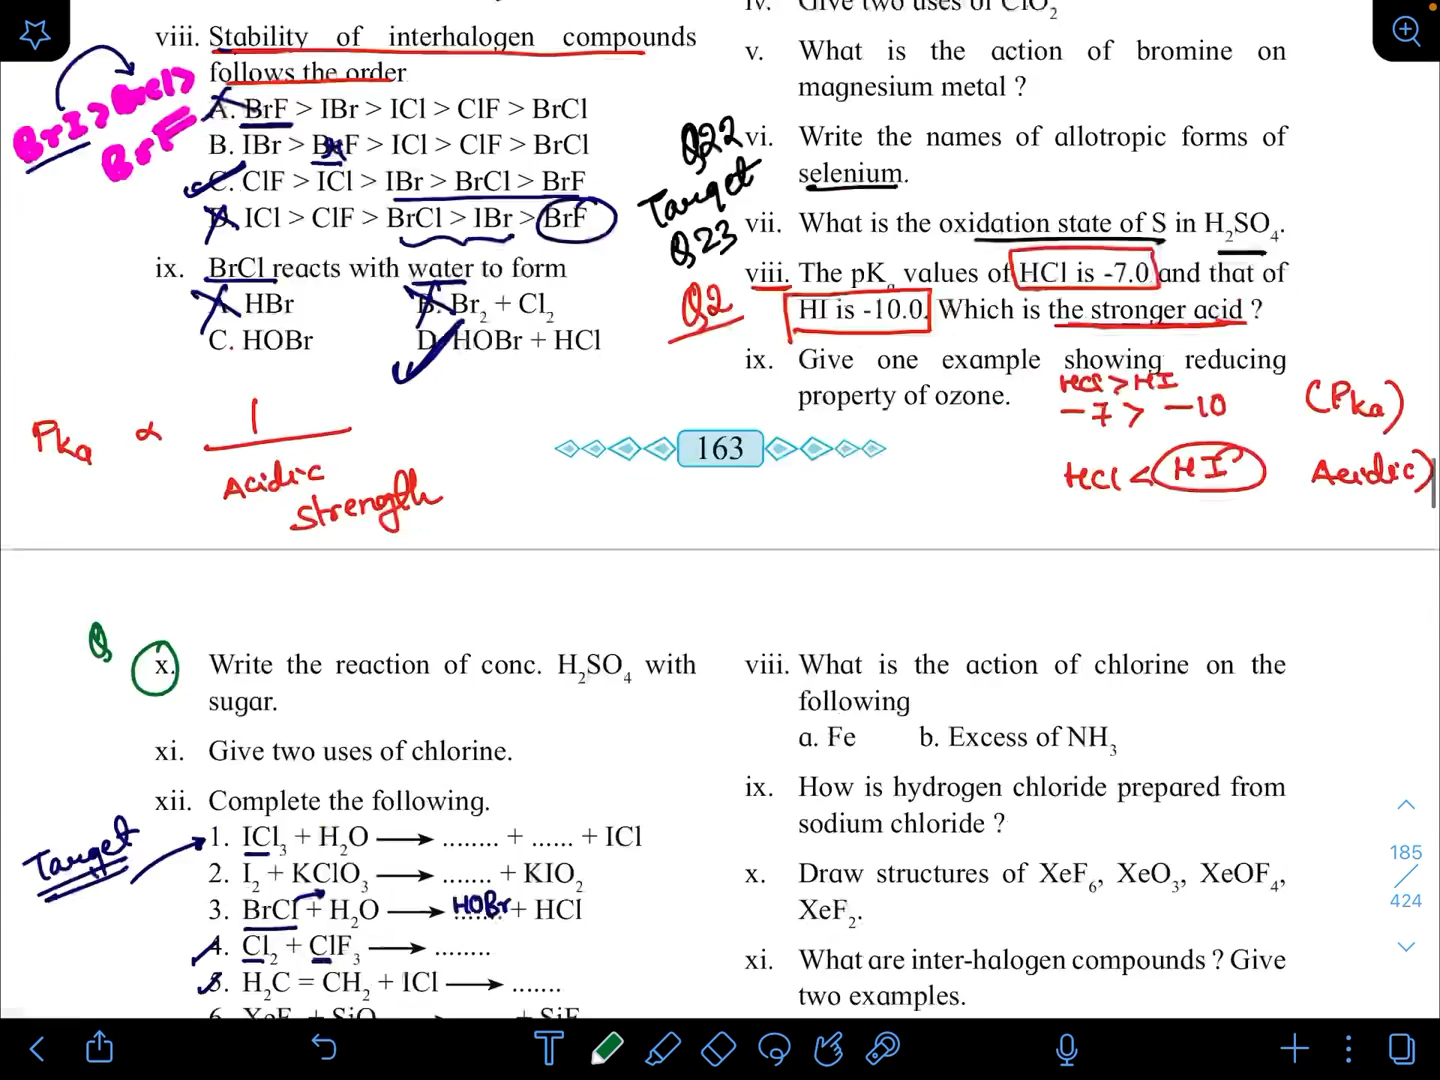 iv. Give two uses of ClO2
viii. Stability of interhalogen compounds
follows the order
A. BrF > IBr > ICl > ClF > BrCl
B. IBr > BrF > ICl > ClF > BrCl
C. ClF > ICl > IBr > BrCl > BrF
D. ICl > ClF > BrCl > IBr > BrF
BrI > BrCl >
BrF
ix. BrCl reacts with water to form
A. HBr B. Br2 + Cl2
C. HOBr D. HOBr + HCl
Pka ∝ 1
Acidic
strength
v. What is the action of bromine on
magnesium metal ?
vi. Write the names of allotropic forms of
selenium.
Q22
Target
Q23
vii. What is the oxidation state of S in H2SO4.
viii. The pKa values of HCl is -7.0 and that of
HI is -10.0. Which is the stronger acid ?
Q2
ix. Give one example showing reducing
property of ozone.
HCl > HI
-7 > -10 (Pka)
HCl < HI Acidic)
163
Q
x. Write the reaction of conc. H2SO4 with
sugar.
xi. Give two uses of chlorine.
xii. Complete the following.
Target
1. ICl3 + H2O ⟶ ........ + ...... + ICl
2. I2 + KClO3 ⟶ ....... + KIO2
3. BrCl + H2O ⟶ HOBr + HCl
4. Cl2 + ClF3 ⟶ ........
5. H2C = CH2 + ICl ⟶ .......
viii. What is the action of chlorine on the
following
a. Fe b. Excess of NH3
ix. How is hydrogen chloride prepared from
sodium chloride ?
x. Draw structures of XeF6, XeO3, XeOF4,
XeF2.
xi. What are inter-halogen compounds ? Give
two examples.
185
424
T